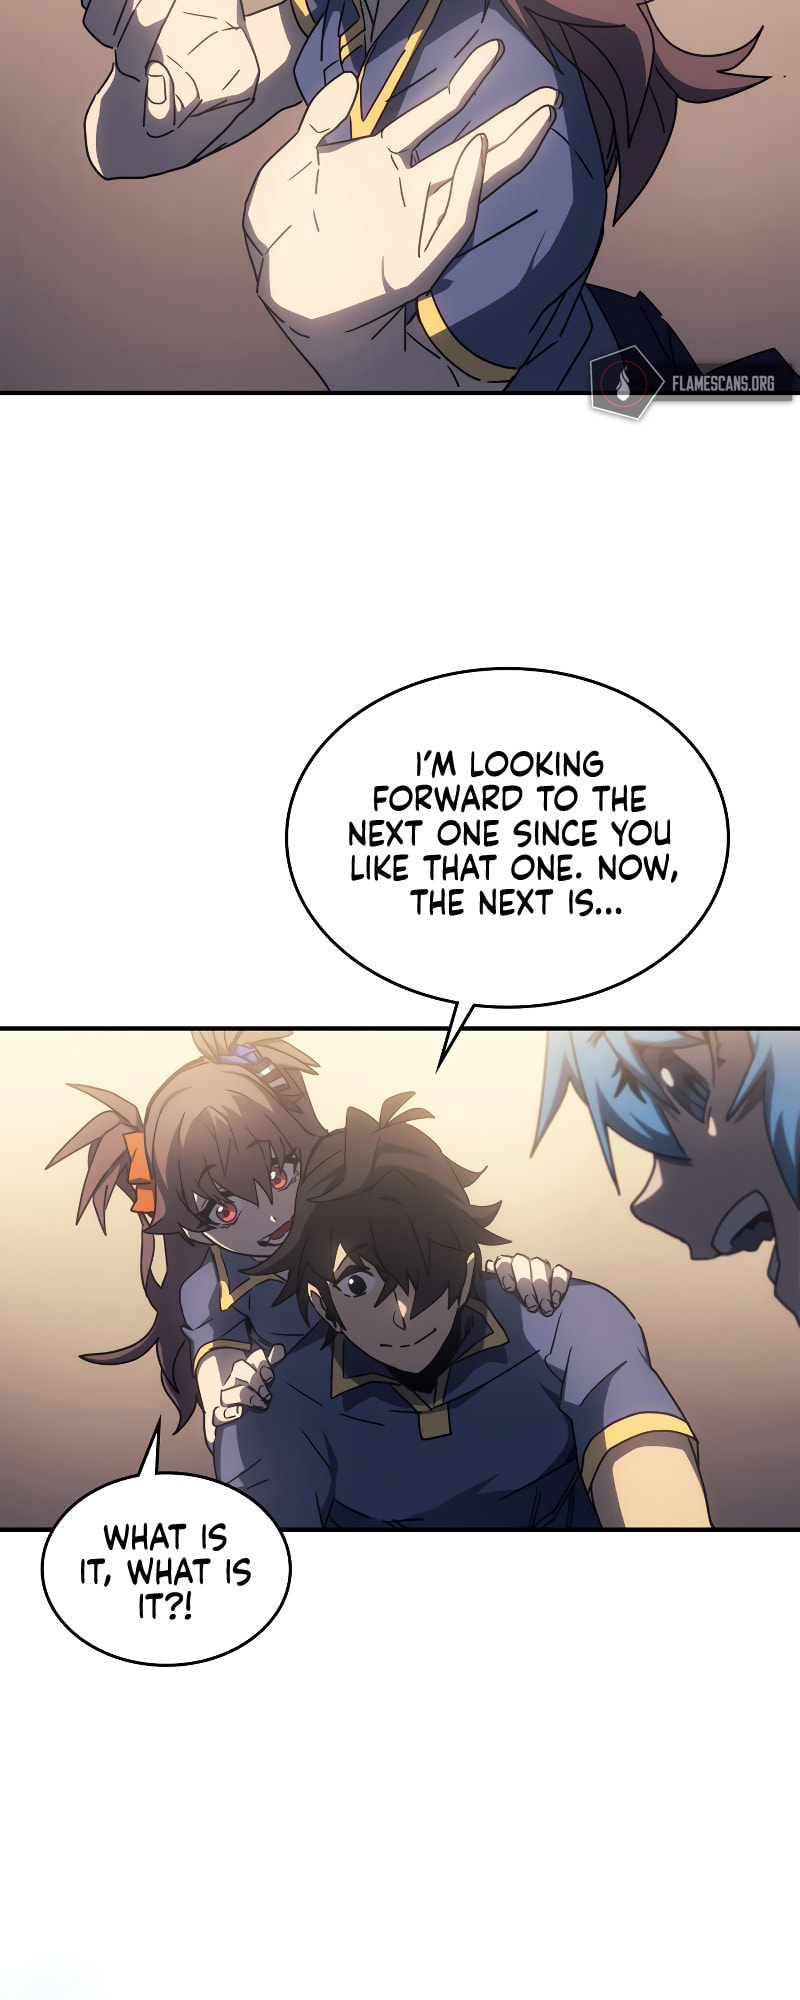 FLAMESCANS.ORG
I'M LOOKING
FORWARD TO THE
NEXT ONE SINCE YOU
LIKE THAT ONE. NOW,
THE NEXT IS...
WHAT IS
IT, WHAT IS
IT?!